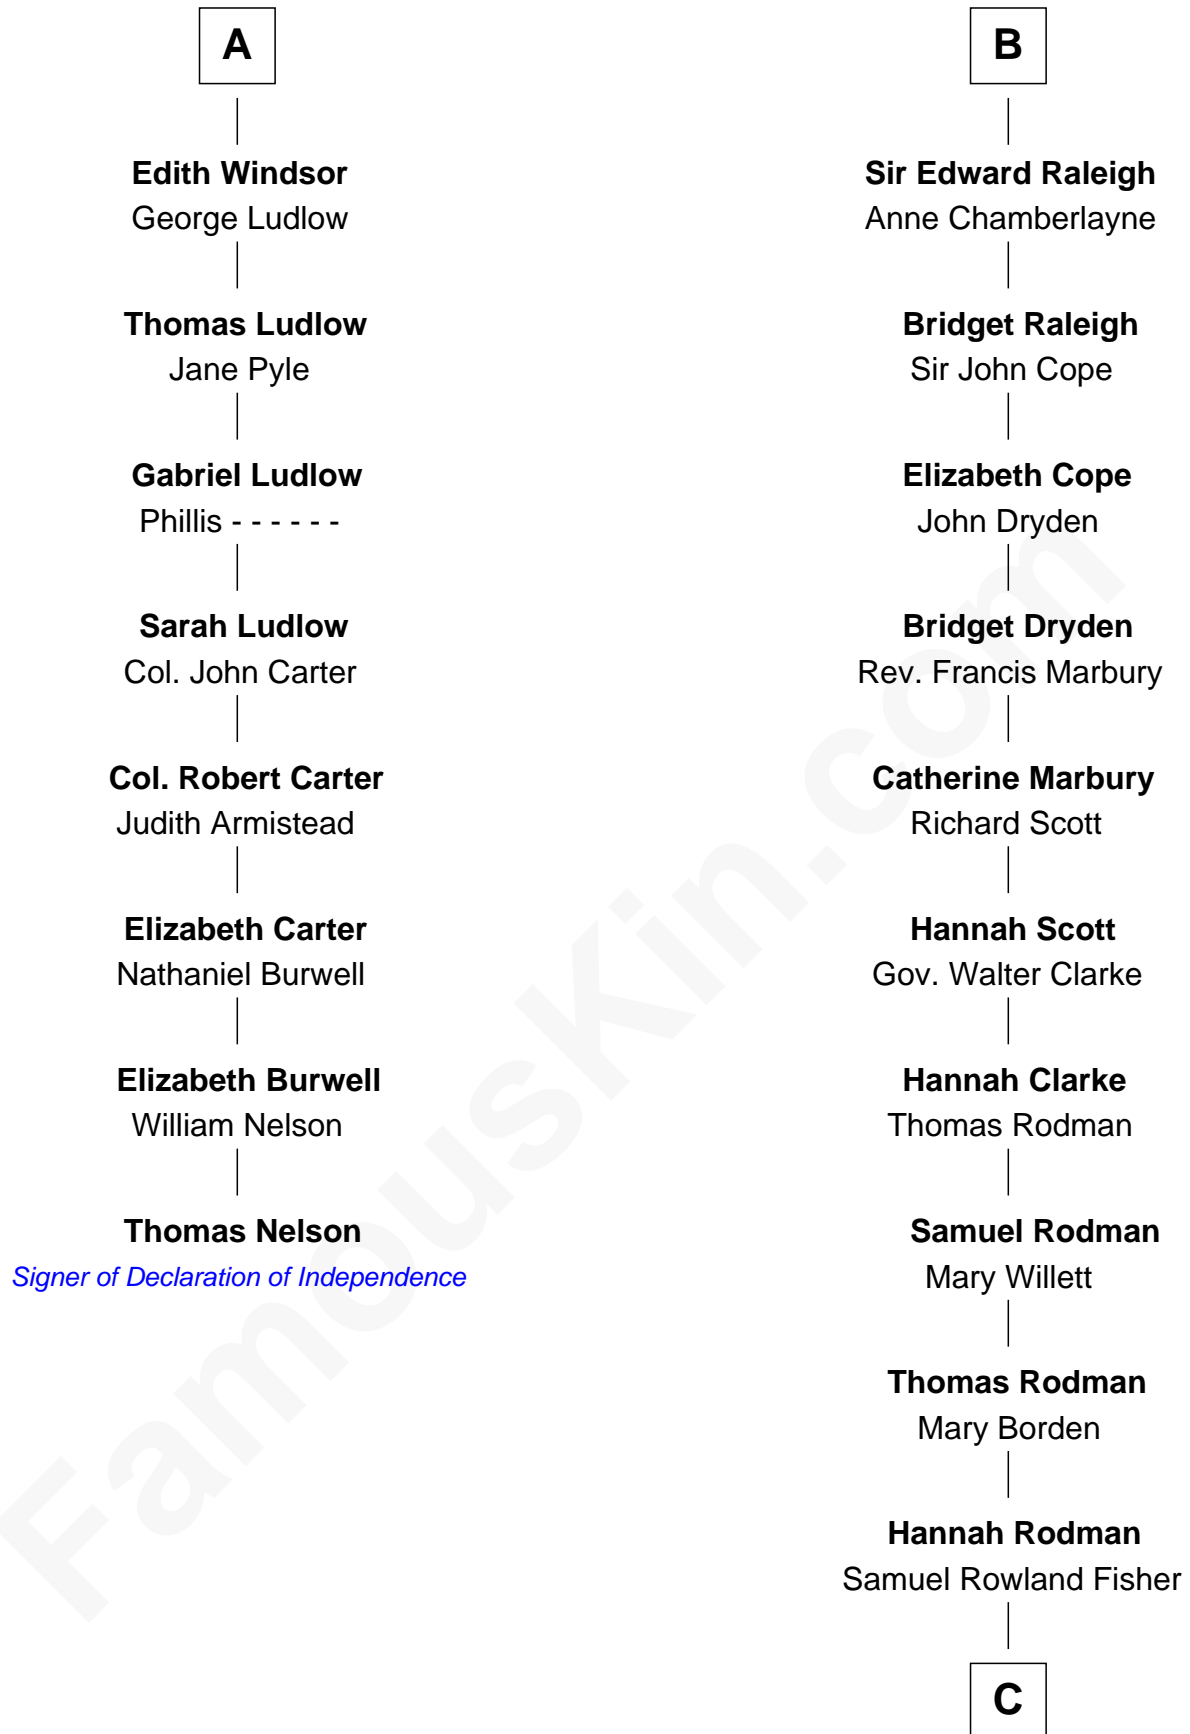 A
Edith Windsor
George Ludlow
Thomas Ludlow
Jane Pyle
Gabriel Ludlow
Phillis - - - - - -
Sarah Ludlow
Col. John Carter
Col. Robert Carter
Judith Armistead
Elizabeth Carter
Nathaniel Burwell
Elizabeth Burwell
William Nelson
Thomas Nelson
Signer of Declaration of Independence
B
Sir Edward Raleigh
Anne Chamberlayne
Bridget Raleigh
Sir John Cope
Elizabeth Cope
John Dryden
Bridget Dryden
Rev. Francis Marbury
Catherine Marbury
Richard Scott
Hannah Scott
Gov. Walter Clarke
Hannah Clarke
Thomas Rodman
Samuel Rodman
Mary Willett
Thomas Rodman
Mary Borden
Hannah Rodman
Samuel Rowland Fisher
C
FamousKin.com